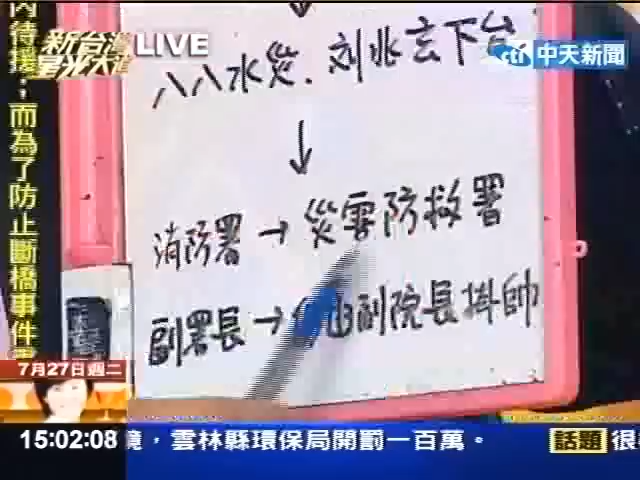 內待援；而為了防止斷橋事件
新台灣
星光大道
LIVE
cti 中天新聞
八八水災．刘兆玄下台
↓
消防署→災害防救署
副署長→由副院長掛帥
7月27日週二
15:02:08
境，雲林縣環保局開罰一百萬。
話題
很